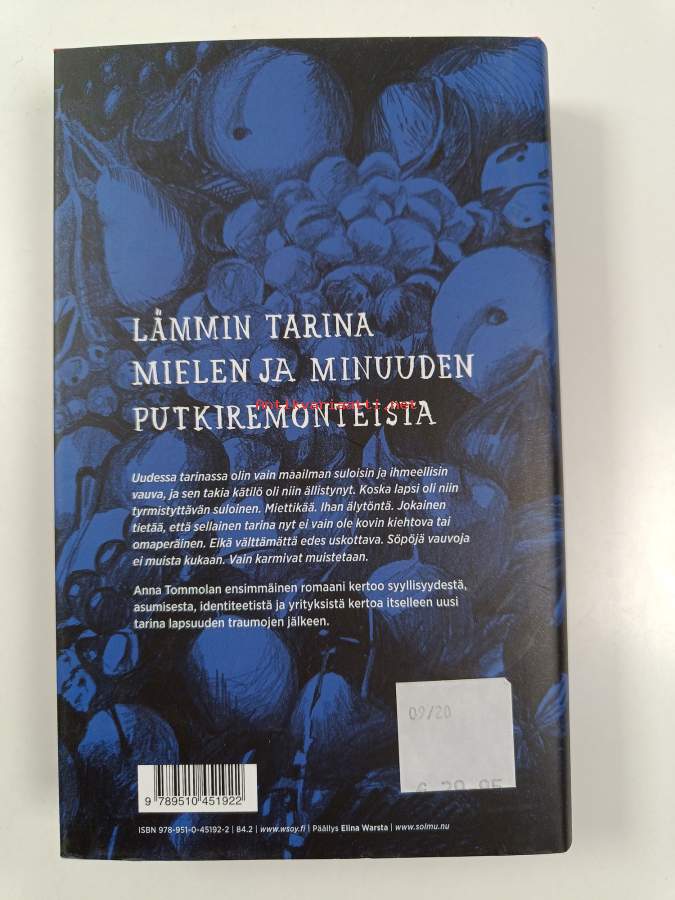 LÄMMIN TARINA
MIELEN JA MINUUDEN
Antikvariaatti.net
PUTKIREMONTEISTA
Uudessa tarinassa olin vain maailman suloisin ja ihmeellisin
vauva, ja sen takia kätilö oli niin ällistynyt. Koska lapsi oli niin
tyrmistyttävän suloinen. Miettikää. Ihan älytöntä. Jokainen
tietää, että sellainen tarina nyt ei vain ole kovin kiehtova tai
omaperäinen. Eikä välttämättä edes uskottava. Söpöjä vauvoja
ei muista kukaan. Vain karmivat muistetaan.
Anna Tommolan ensimmäinen romaani kertoo syyllisyydestä,
asumisesta, identiteetistä ja yrityksistä kertoa itselleen uusi
tarina lapsuuden traumojen jälkeen.
09/20
9 789510 451922
ISBN 978-951-0-45192-2 | 84.2 | www.wsoy.fi | Päällys Elina Warsta | www.solmu.nu